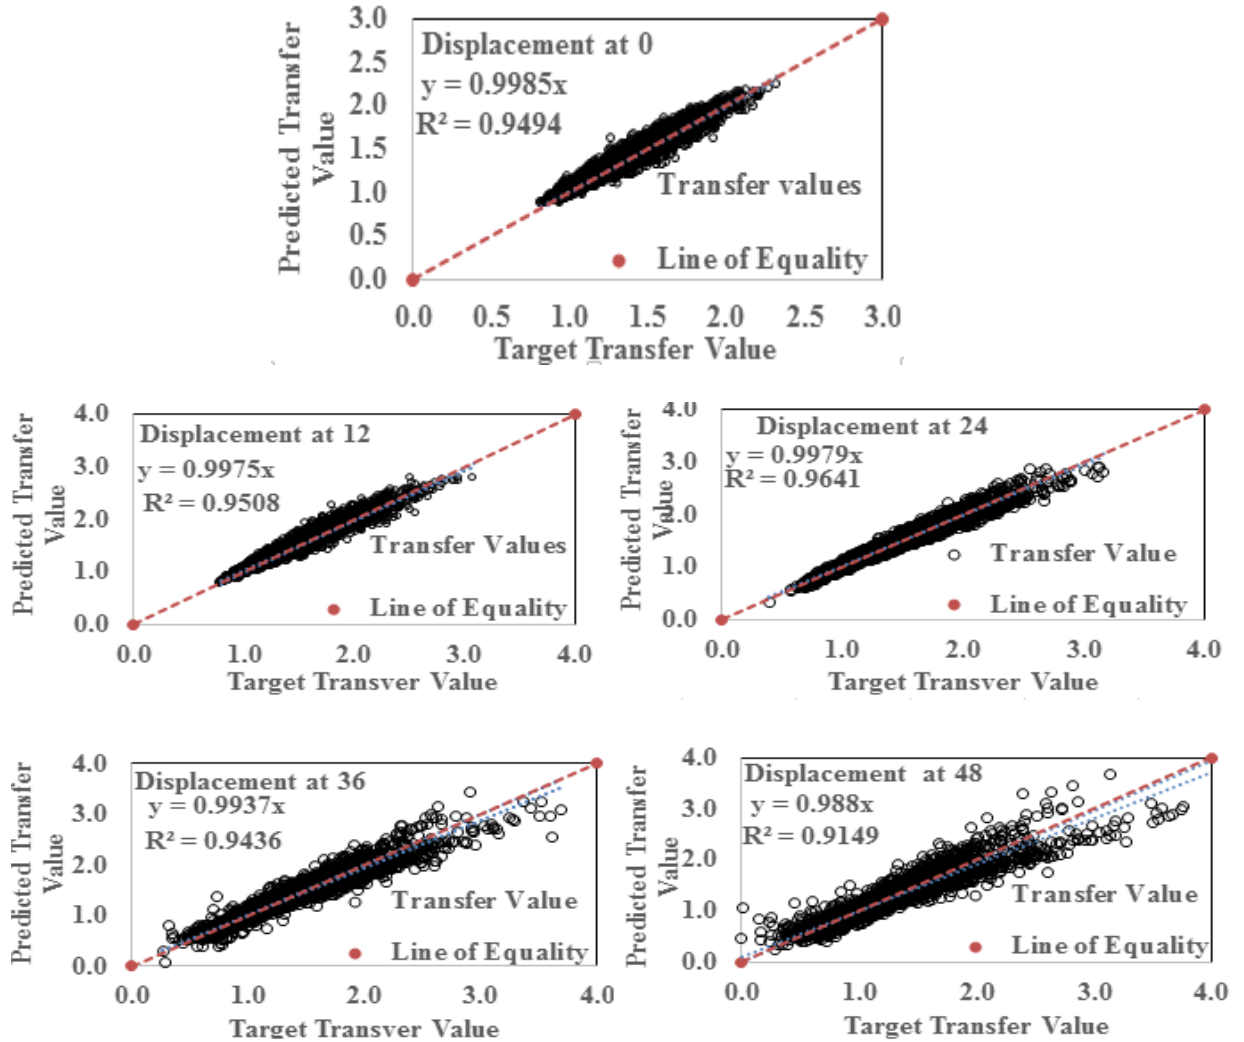 Displacement at 0
y = 0.9985x
R² = 0.9494
Predicted Transfer
Value
3.0
2.5
2.0
1.5
1.0
0.5
0.0
Transfer values
Line of Equality
0.0 0.5 1.0 1.5 2.0 2.5 3.0
Target Transfer Value
Displacement at 12
y = 0.9975x
R² = 0.9508
Predicted Transfer
Value
4.0
3.0
2.0
1.0
0.0
Transfer Values
Line of Equality
0.0 1.0 2.0 3.0 4.0
Target Transver Value
Displacement at 24
y = 0.9979x
R² = 0.9641
Predicted Transfer
Value
4.0
3.0
2.0
1.0
0.0
Transfer Value
Line of Equality
0.0 1.0 2.0 3.0 4.0
Target Transver Value
Displacement at 36
y = 0.9937x
R² = 0.9436
Predicted Transfer
Value
4.0
3.0
2.0
1.0
0.0
Transfer Value
Line of Equality
0.0 1.0 2.0 3.0 4.0
Target Transver Value
Displacement at 48
y = 0.988x
R² = 0.9149
Predicted Transfer
Value
4.0
3.0
2.0
1.0
0.0
Transfer Value
Line of Equality
0.0 1.0 2.0 3.0 4.0
Target Transfer Value